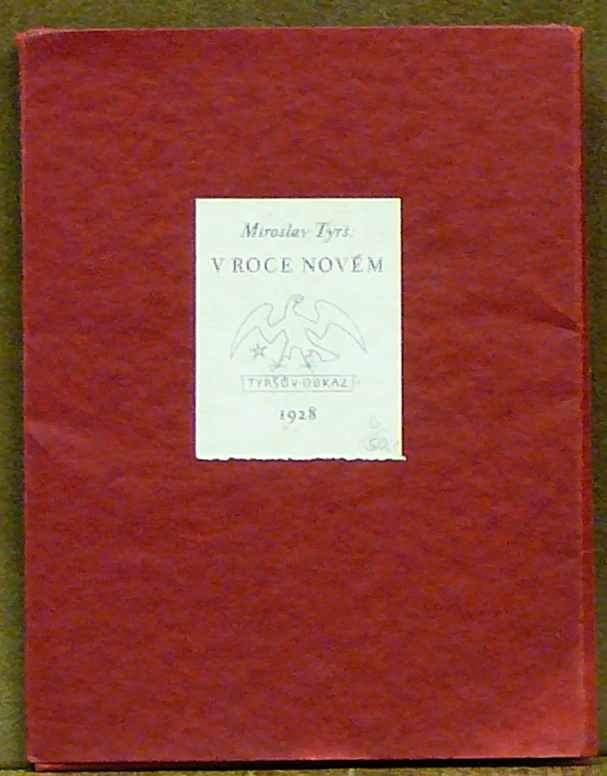 Miroslav Tyrš:
V ROCE NOVÉM
TYRŠŮV ODKAZ
1928